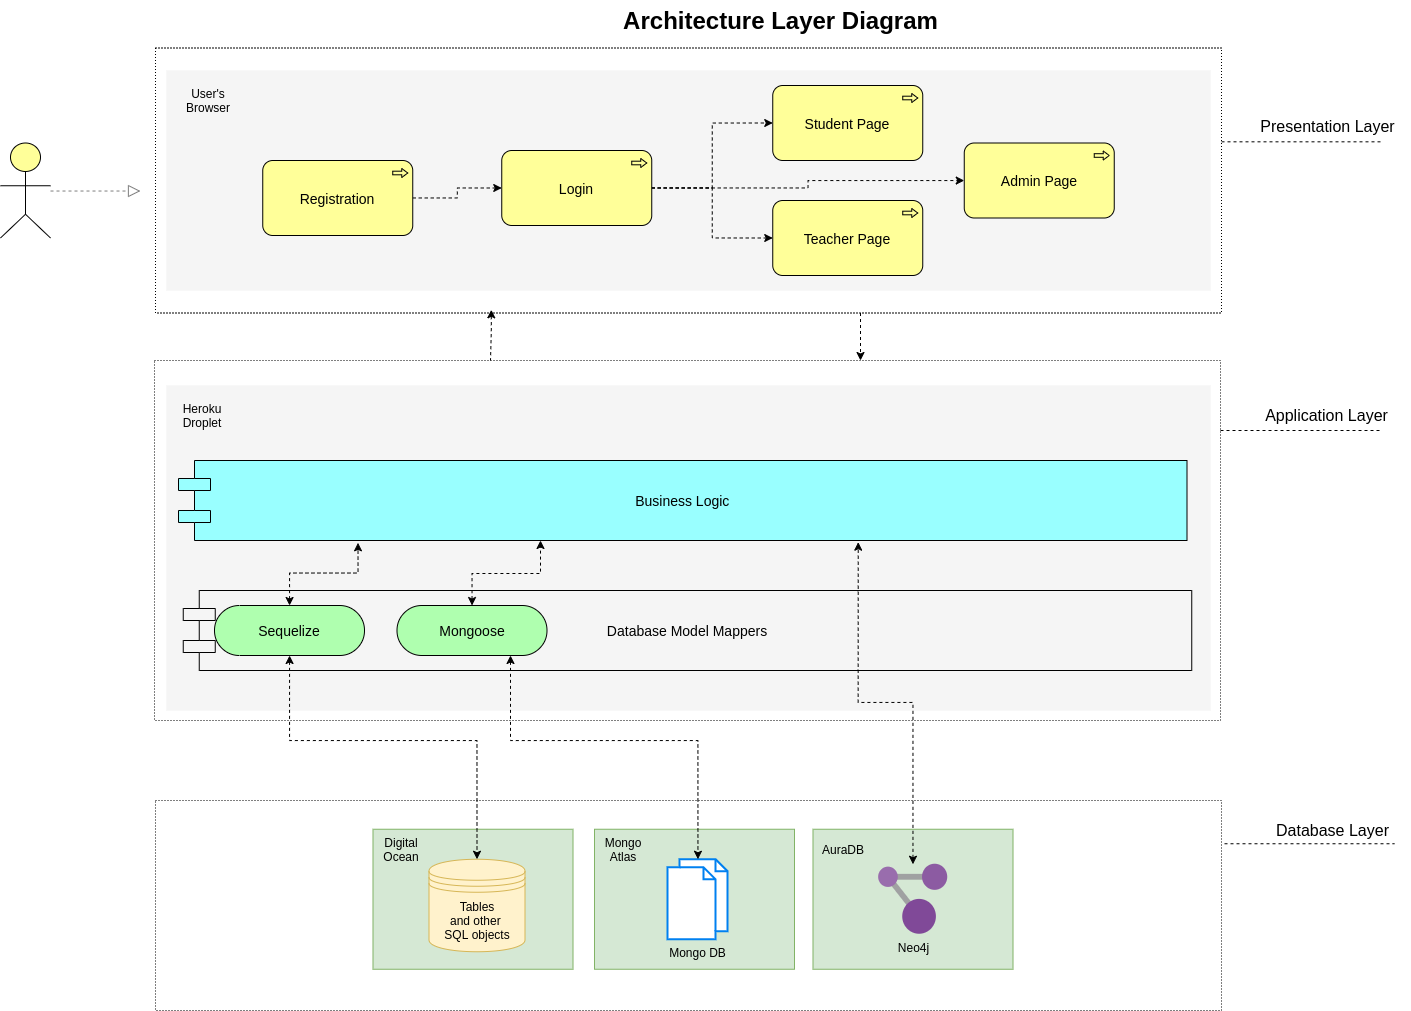 Architecture Layer Diagram
User's
Browser
Student Page
Presentation Layer
Registration
Login
Admin Page
Teacher Page
Heroku
Droplet
Application Layer
Business Logic
Sequelize
Mongoose
Database Model Mappers
Database Layer
Digital
Ocean
Tables
and other
SQL objects
Mongo
Atlas
Mongo DB
AuraDB
Neo4j